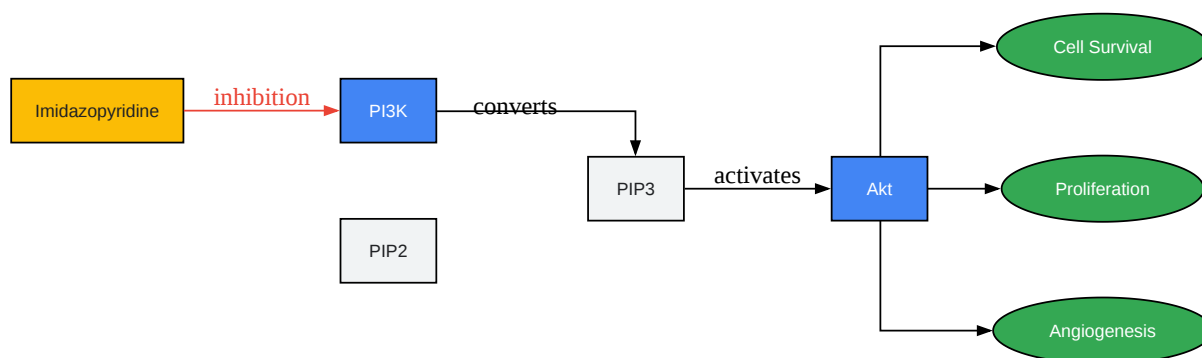 Imidazopyridine
inhibition
PI3K
converts
PIP2
PIP3
activates
Akt
Cell Survival
Proliferation
Angiogenesis